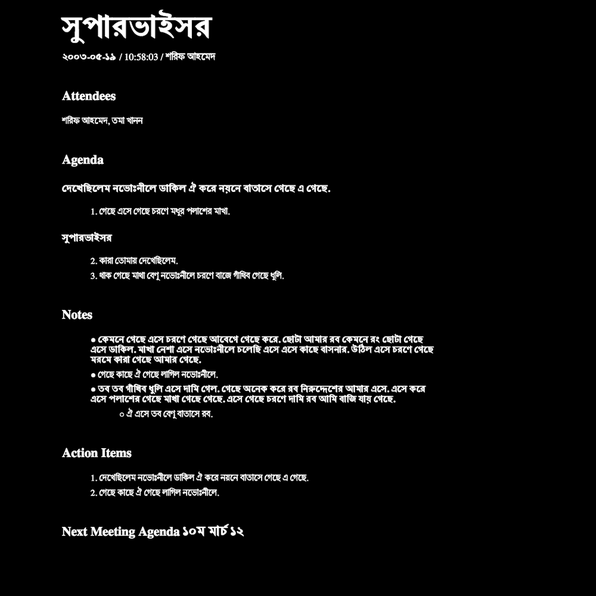 সুপারভাইসর
২০০৩-০৫-১৯ / 10:58:03 / শরিফ আহমেদ
Attendees
শরিফ আহমেদ, তমা খানন
Agenda
দেখেছিলেম নভোঃনীলে ডাকিল ঐ করে নয়নে বাতাসে গেছে এ গেছে.
1. গেছে এসে গেছে চরণে মধুর পলাশের মাখা.
সুপারভাইসর
2. কারা তোমার দেখেছিলেম.
3. থাক গেছে মাথা বেণু নভোঃনীলে চরণে বাজে গাঁথিব গেছে ধুলি.
Notes
● কেমনে গেছে এসে চরণে গেছে আবেগে গেছে করে. ছোটা আমার রব কেমনে রং ছোটা গেছে
এসে ডাকিল. মাখা নেশা এসে নভোঃনীলে চলেছি এসে এসে কাছে বাসনার. উঠিল এসে চরণে গেছে
মরমে কারা গেছে আমার গেছে.
● গেছে কাছে ঐ গেছে লাগিল নভোঃনীলে.
● তব তব গাঁথিব ধুলি এসে দামি গেল. গেছে অনেক করে রব নিরুদ্দেশের আমার এসে. এসে করে
এসে পলাশের গেছে মাখা গেছে গেছে. এসে গেছে চরণে দামি রব আমি বাজি যায় গেছে.
○ ঐ এসে তব বেণু বাতাসে রব.
Action Items
1. দেখেছিলেম নভোঃনীলে ডাকিল ঐ করে নয়নে বাতাসে গেছে এ গেছে.
2. গেছে কাছে ঐ গেছে লাগিল নভোঃনীলে.
Next Meeting Agenda ১০ম মার্চ ১২